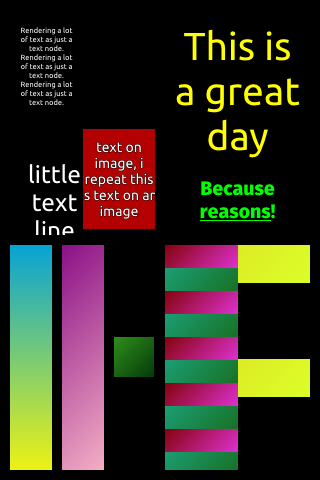 Rendering a lot
of text as just a
text node.
Rendering a lot
of text as just a
text node.
Rendering a lot
of text as just a
text node.
This is
a great
day
text on
image, i
repeat this
s text on an
image
little
text
line
Because
reasons!